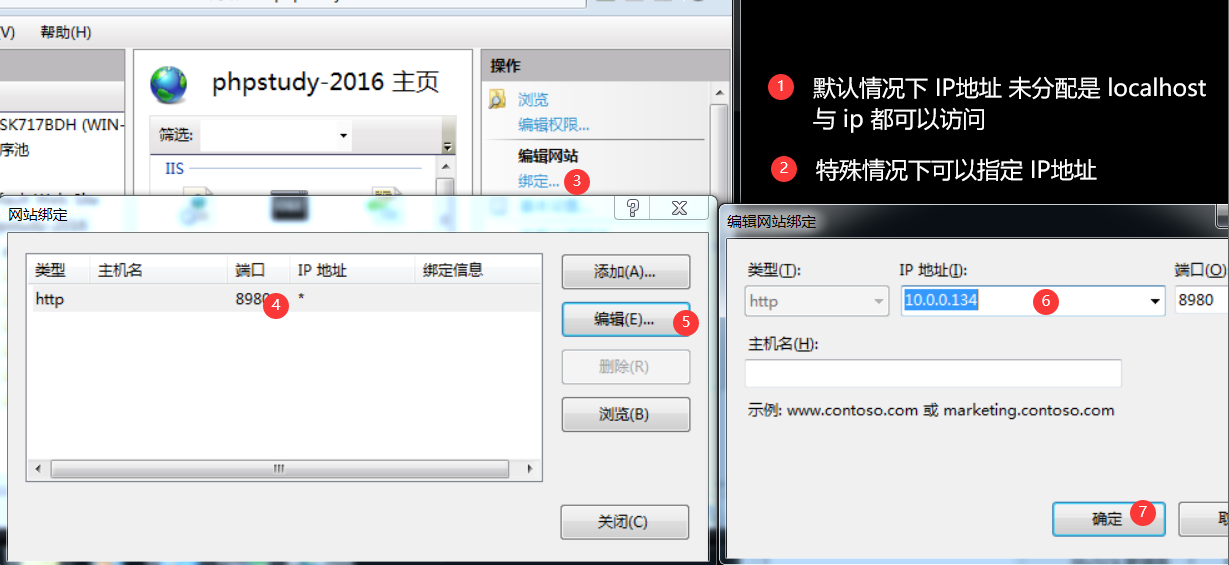 (V) 帮助(H)
phpstudy-2016 主页
操作
筛选:
浏览
编辑权限...
SK717BDH (WIN-
序池
IIS
编辑网站
绑定... 3
1 默认情况下 IP地址 未分配是 localhost
与 ip 都可以访问
2 特殊情况下可以指定 IP地址
网站绑定
类型 主机名 端口 IP 地址 绑定信息
http 8980 4 *
添加(A)...
编辑(E)... 5
删除(R)
浏览(B)
关闭(C)
编辑网站绑定
类型(T): IP 地址(I): 端口(O)
http 10.0.0.134 6 8980
主机名(H):
示例: www.contoso.com 或 marketing.contoso.com
确定 7